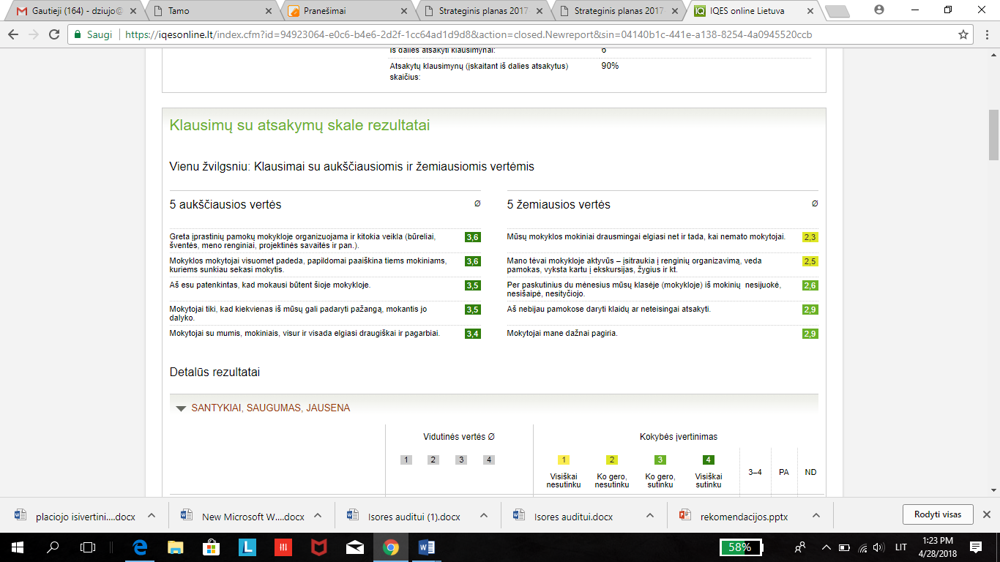 Gautieji (164) - dziujo@
Tamo
Pranešimai
Strateginis planas 2017
Strateginis planas 2017
IQES online Lietuva
Saugi
https://iqesonline.lt/index.cfm?id=94923064-e0c6-b4e6-2d2f-1cc64ad1d9d8&action=closed.Newreport&sin=04140b1c-441e-a138-8254-4a0945520ccb
Iš dalies atsakyti klausimynai: 6
Atsakytų klausimynų (įskaitant iš dalies atsakytus) 90%
skaičius:
Klausimų su atsakymų skale rezultatai
Vienu žvilgsniu: Klausimai su aukščiausiomis ir žemiausiomis vertėmis
5 aukščiausios vertės Ø
Greta įprastinių pamokų mokykloje organizuojama ir kitokia veikla (būreliai, 3,6
šventės, meno renginiai, projektinės savaitės ir pan.).
Mokyklos mokytojai visuomet padeda, papildomai paaiškina tiems mokiniams, 3,6
kuriems sunkiau sekasi mokytis.
Aš esu patenkintas, kad mokausi būtent šioje mokykloje. 3,5
Mokytojai tiki, kad kiekvienas iš mūsų gali padaryti pažangą, mokantis jo 3,5
dalyko.
Mokytojai su mumis, mokiniais, visur ir visada elgiasi draugiškai ir pagarbiai. 3,4
5 žemiausios vertės Ø
Mūsų mokyklos mokiniai drausmingai elgiasi net ir tada, kai nemato mokytojai. 2,3
Mano tėvai mokykloje aktyvūs – įsitraukia į renginių organizavimą, veda 2,5
pamokas, vyksta kartu į ekskursijas, žygius ir kt.
Per paskutinius du mėnesius mūsų klasėje (mokykloje) iš mokinių nesijuokė, 2,6
nesišaipė, nesityčiojo.
Aš nebijau pamokose daryti klaidų ar neteisingai atsakyti. 2,9
Mokytojai mane dažnai pagiria. 2,9
Detalūs rezultatai
SANTYKIAI, SAUGUMAS, JAUSENA
Vidutinės vertės Ø
1 2 3 4
Kokybės įvertinimas
1 2 3 4
Visiškai Ko gero, Ko gero, Visiškai 3–4 PA ND
nesutinku nesutinku sutinku sutinku
placiojo isivertini....docx
New Microsoft W....docx
Isores auditui (1).docx
Isores auditui.docx
rekomendacijos.pptx
Rodyti visas
58%
LIT
1:23 PM
4/28/2018